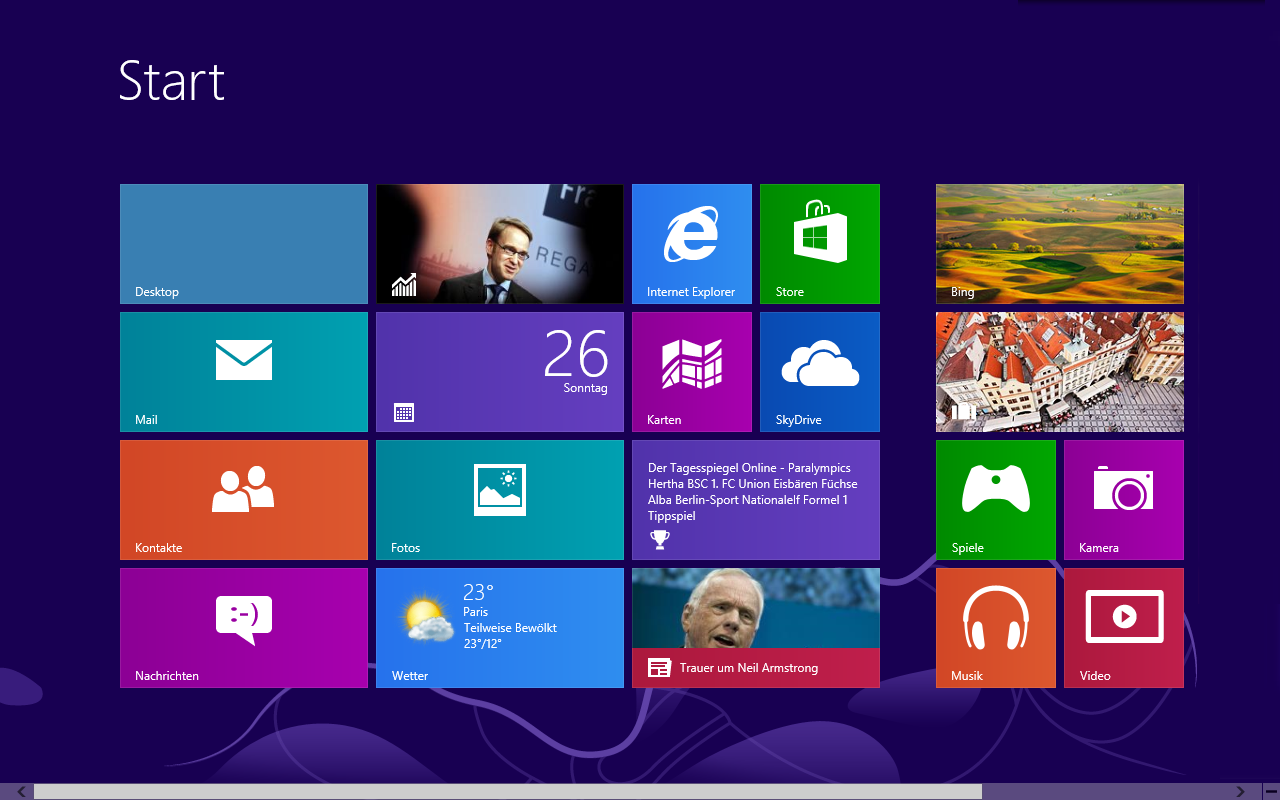 Start
Desktop
Fra
REGA
Internet Explorer
Store
Bing
Mail
26
Sonntag
Karten
SkyDrive
Kontakte
Fotos
Der Tagesspiegel Online - Paralympics
Hertha BSC 1. FC Union Eisbären Füchse
Alba Berlin-Sport Nationalelf Formel 1
Tippspiel
Spiele
Kamera
:-)
Nachrichten
23°
Paris
Teilweise Bewölkt
23°/12°
Wetter
Trauer um Neil Armstrong
Musik
Video